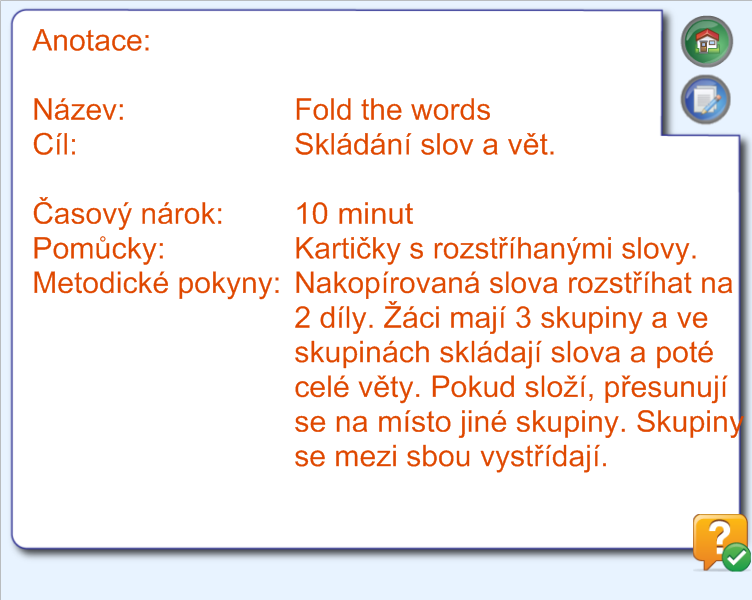 Anotace:
Název: Fold the words
Cíl: Skládání slov a vět.
Časový nárok: 10 minut
Pomůcky: Kartičky s rozstříhanými slovy.
Metodické pokyny: Nakopírovaná slova rozstříhat na
2 díly. Žáci mají 3 skupiny a ve
skupinách skládají slova a poté
celé věty. Pokud složí, přesunují
se na místo jiné skupiny. Skupiny
se mezi sbou vystřídají.
?